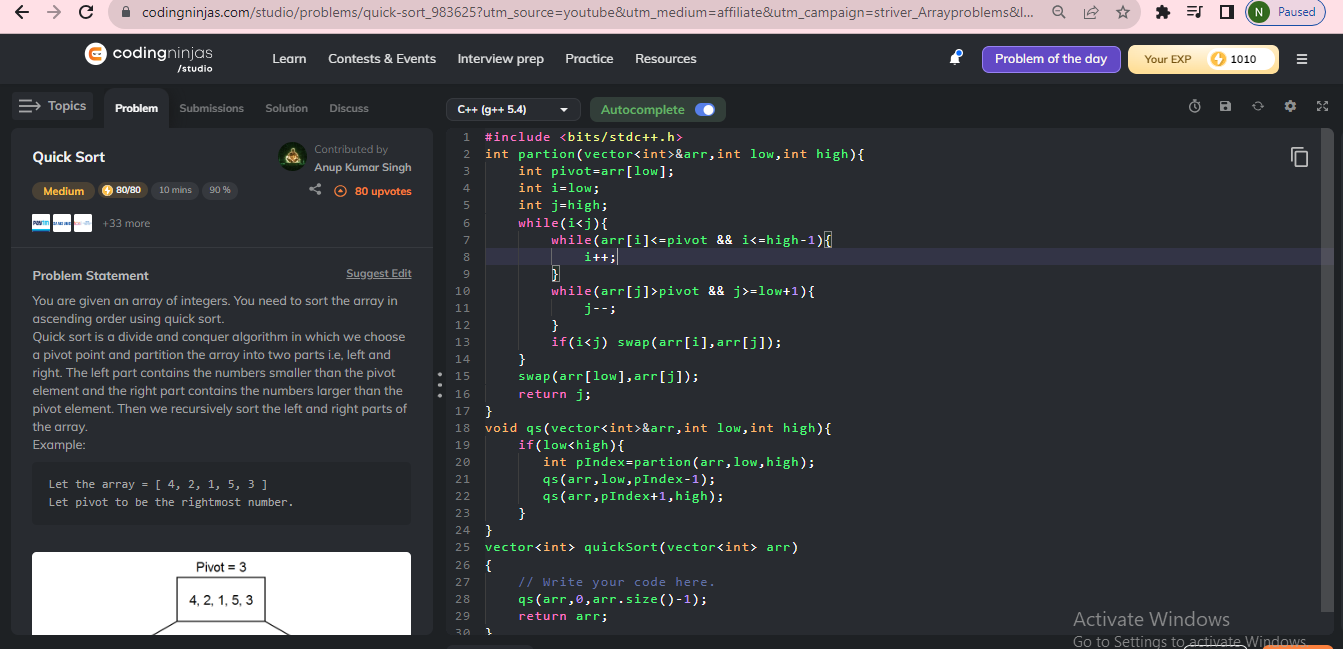 codingninjas.com/studio/problems/quick-sort_983625?utm_source=youtube&utm_medium=affiliate&utm_campaign=striver_Arrayproblems&l...
N Paused
codingninjas
/studio
Learn Contests & Events Interview prep Practice Resources
Problem of the day
Your EXP 1010
Topics
Problem Submissions Solution Discuss
C++ (g++ 5.4)
Autocomplete
Quick Sort
Contributed by
Anup Kumar Singh
Medium 80/80 10 mins 90 %
80 upvotes
+33 more
Problem Statement
Suggest Edit
You are given an array of integers. You need to sort the array in
ascending order using quick sort.
Quick sort is a divide and conquer algorithm in which we choose
a pivot point and partition the array into two parts i.e, left and
right. The left part contains the numbers smaller than the pivot
element and the right part contains the numbers larger than the
pivot element. Then we recursively sort the left and right parts of
the array.
Example:
Let the array = [ 4, 2, 1, 5, 3 ]
Let pivot to be the rightmost number.
Pivot = 3
4, 2, 1, 5, 3
1 #include <bits/stdc++.h>
2 int partion(vector<int>&arr,int low,int high){
3 int pivot=arr[low];
4 int i=low;
5 int j=high;
6 while(i<j){
7 while(arr[i]<=pivot && i<=high-1){
8 i++;
9 }
10 while(arr[j]>pivot && j>=low+1){
11 j--;
12 }
13 if(i<j) swap(arr[i],arr[j]);
14 }
15 swap(arr[low],arr[j]);
16 return j;
17 }
18 void qs(vector<int>&arr,int low,int high){
19 if(low<high){
20 int pIndex=partion(arr,low,high);
21 qs(arr,low,pIndex-1);
22 qs(arr,pIndex+1,high);
23 }
24 }
25 vector<int> quickSort(vector<int> arr)
26 {
27 // Write your code here.
28 qs(arr,0,arr.size()-1);
29 return arr;
30 }
Activate Windows
Go to Settings to activate Windows.